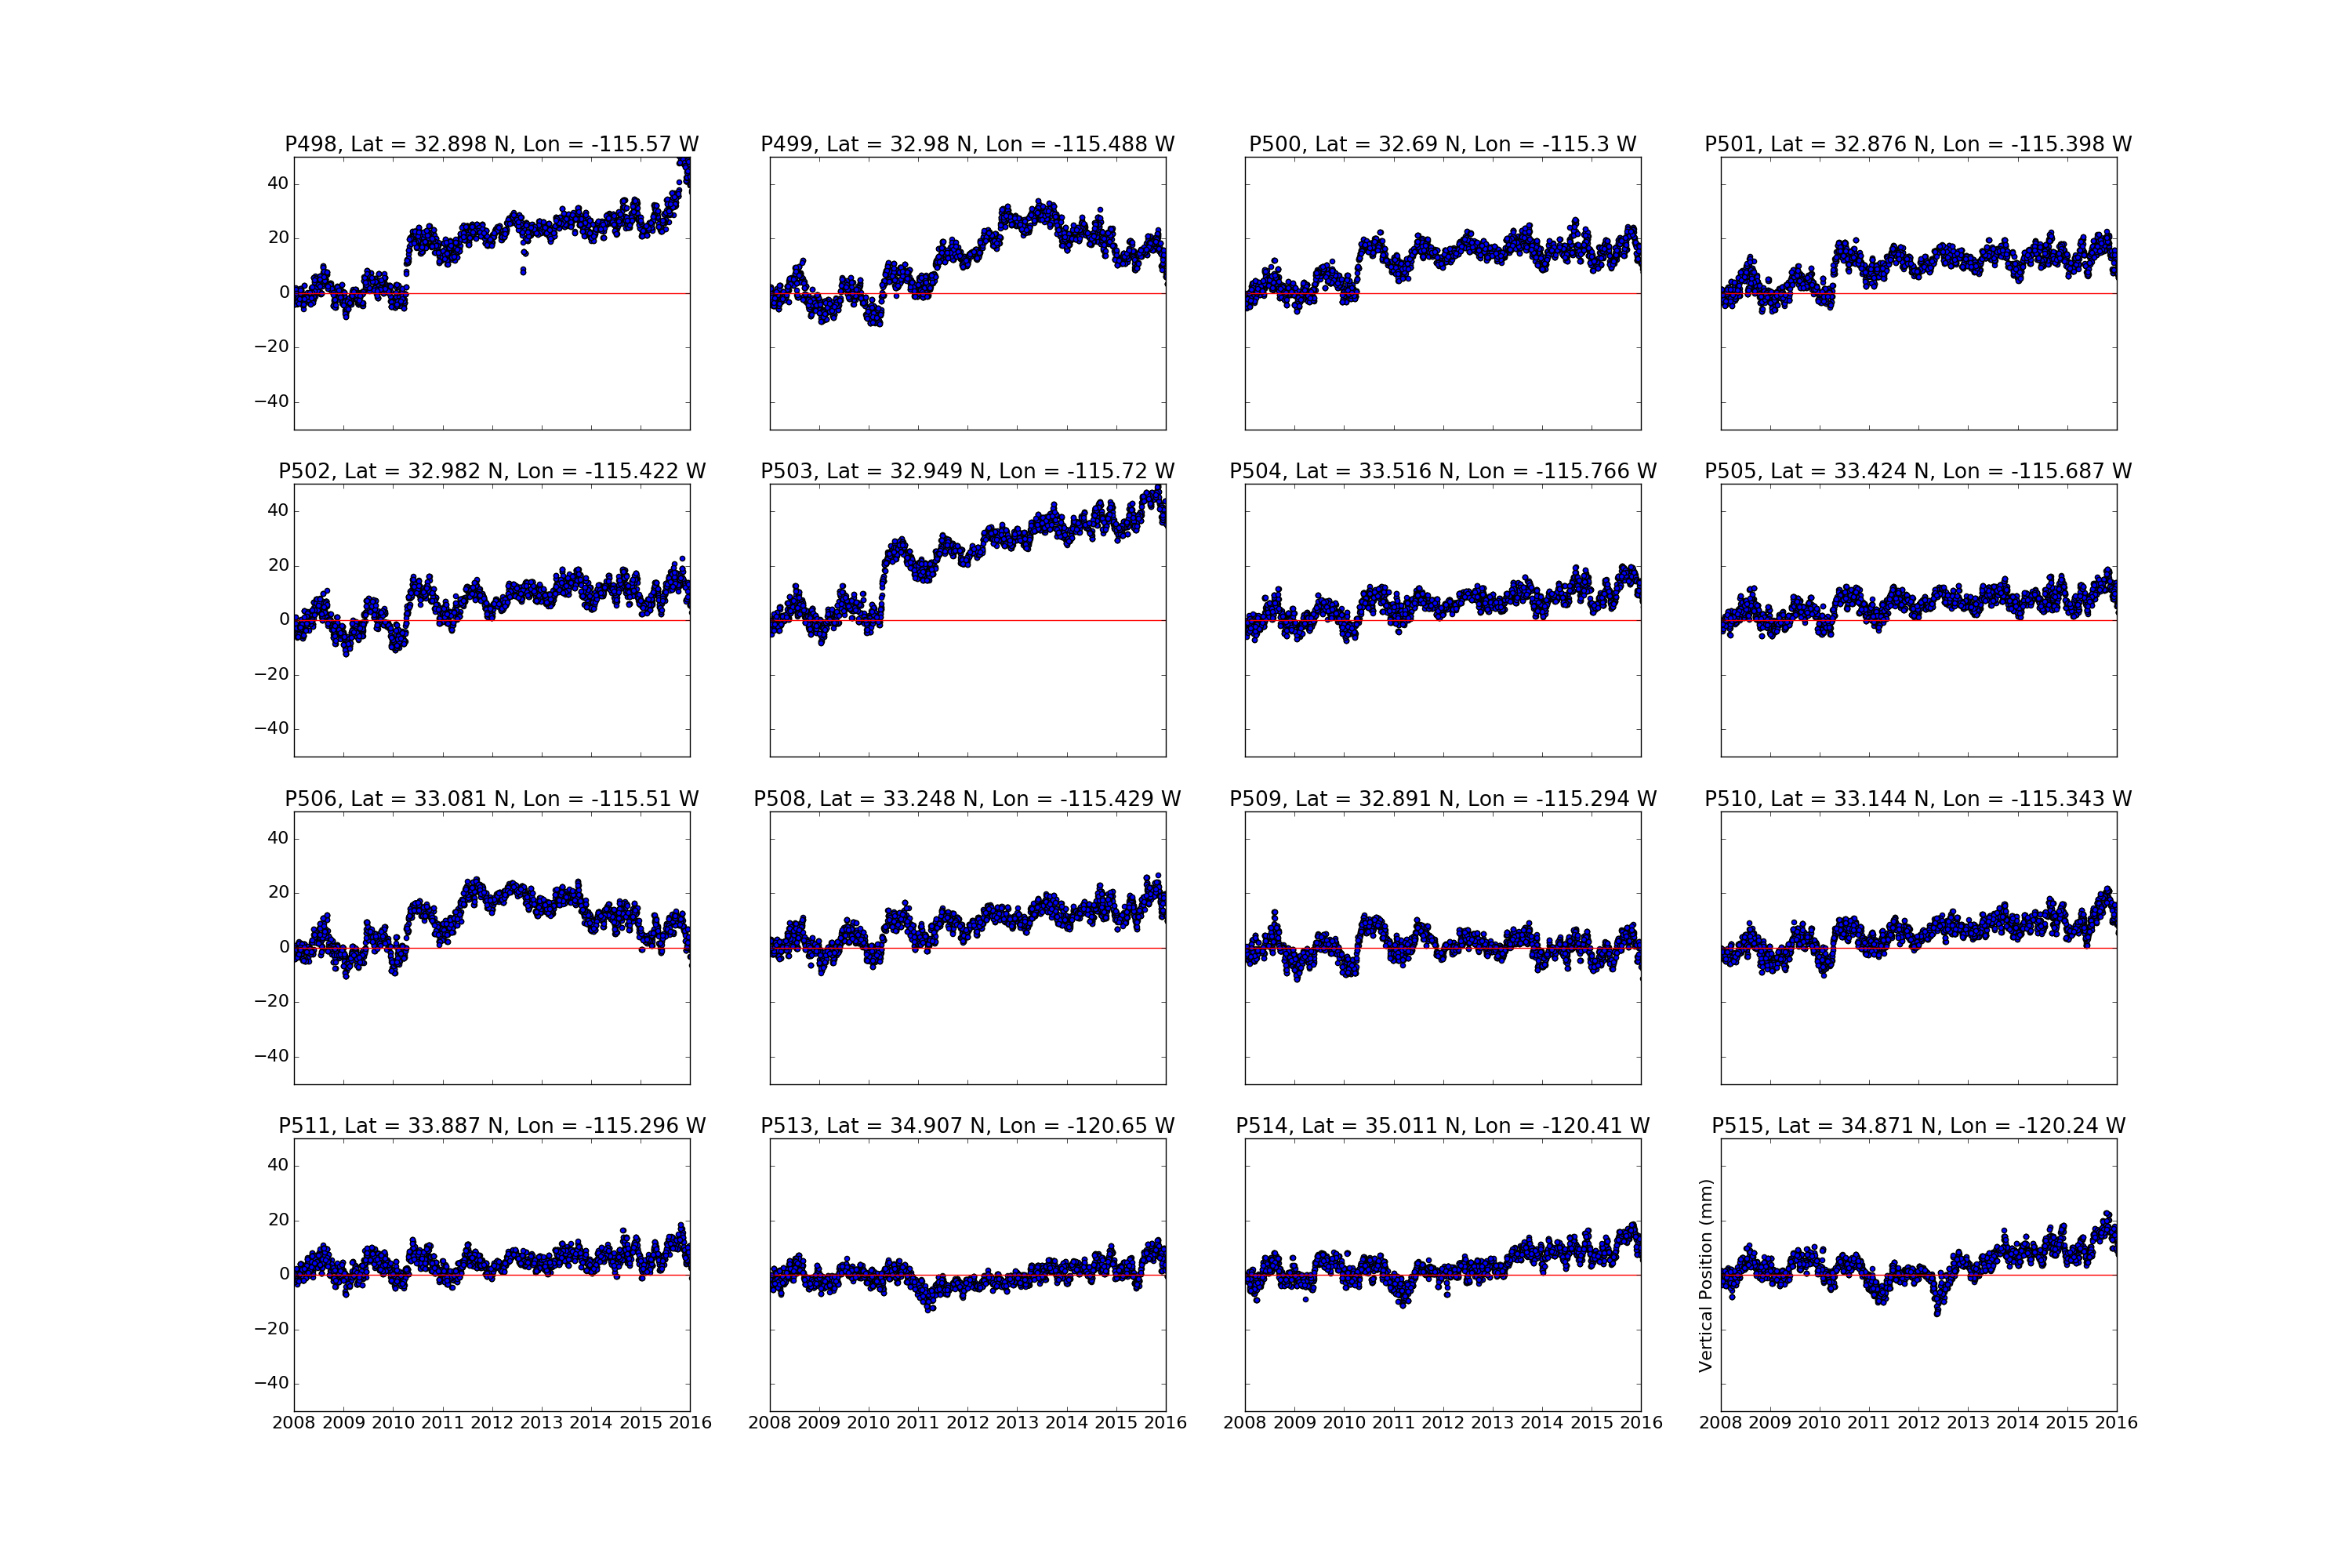 P498, Lat = 32.898 N, Lon = -115.57 W
P499, Lat = 32.98 N, Lon = -115.488 W
P500, Lat = 32.69 N, Lon = -115.3 W
P501, Lat = 32.876 N, Lon = -115.398 W
40
20
0
−20
−40
P502, Lat = 32.982 N, Lon = -115.422 W
P503, Lat = 32.949 N, Lon = -115.72 W
P504, Lat = 33.516 N, Lon = -115.766 W
P505, Lat = 33.424 N, Lon = -115.687 W
40
20
0
−20
−40
P506, Lat = 33.081 N, Lon = -115.51 W
P508, Lat = 33.248 N, Lon = -115.429 W
P509, Lat = 32.891 N, Lon = -115.294 W
P510, Lat = 33.144 N, Lon = -115.343 W
40
20
0
−20
−40
P511, Lat = 33.887 N, Lon = -115.296 W
P513, Lat = 34.907 N, Lon = -120.65 W
P514, Lat = 35.011 N, Lon = -120.41 W
P515, Lat = 34.871 N, Lon = -120.24 W
40
20
0
−20
−40
Vertical Position (mm)
2008 2009 2010 2011 2012 2013 2014 2015 2016
2008 2009 2010 2011 2012 2013 2014 2015 2016
2008 2009 2010 2011 2012 2013 2014 2015 2016
2008 2009 2010 2011 2012 2013 2014 2015 2016